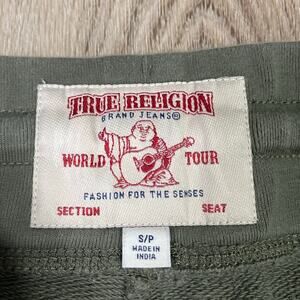 TRUE RELIGION
BRAND JEANS®
WORLD TOUR
FASHION FOR THE SENSES
SECTION SEAT
S/P
MADE IN
INDIA